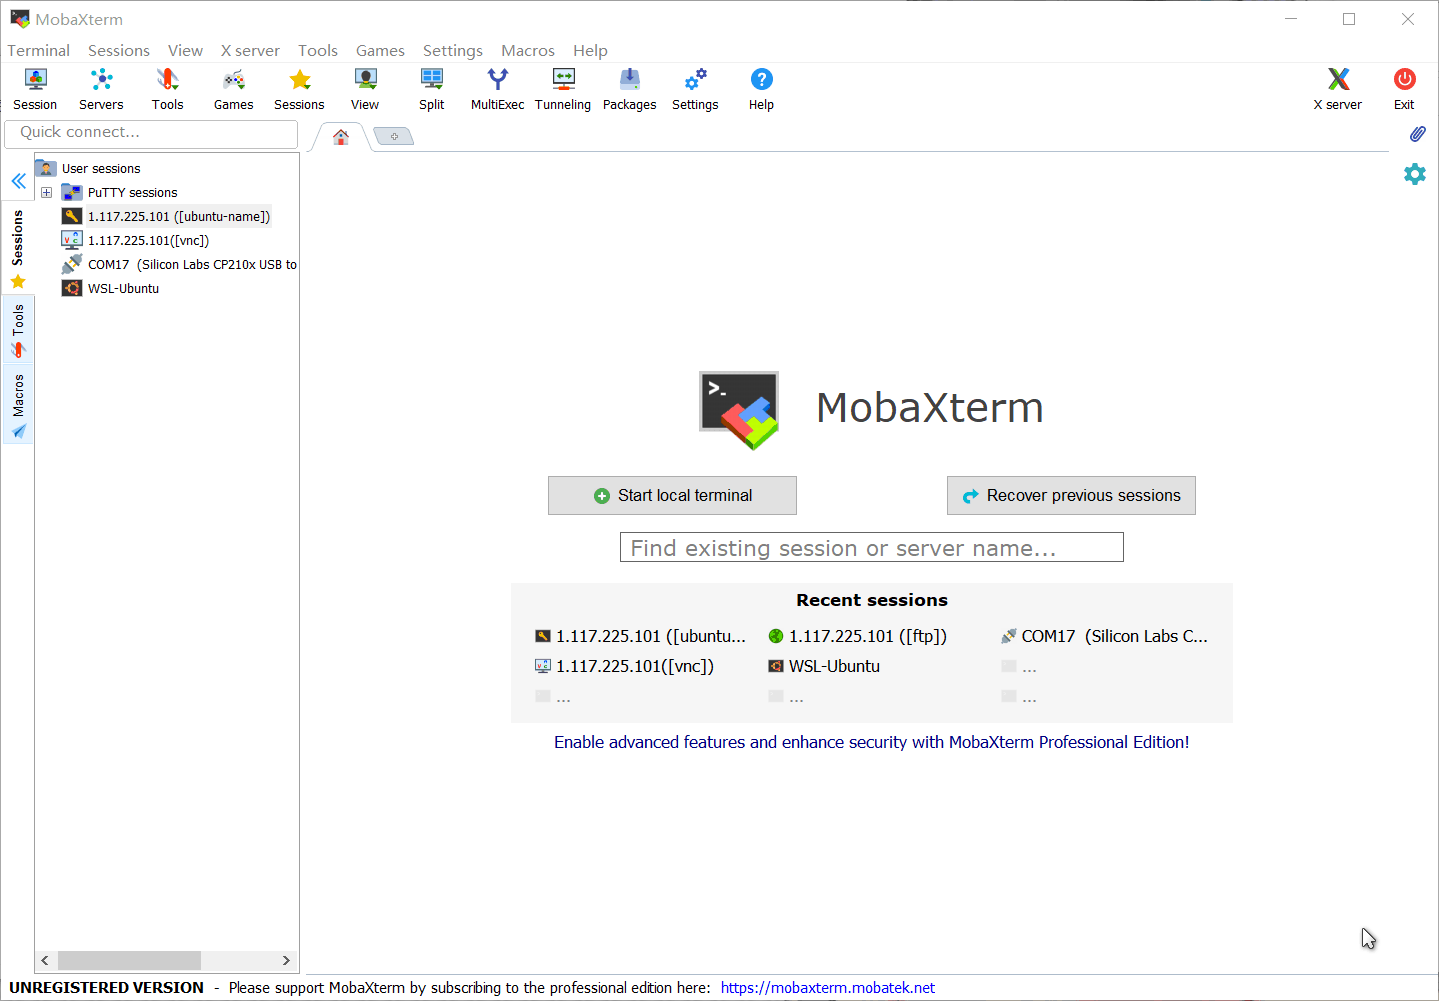 MobaXterm
Terminal Sessions View X server Tools Games Settings Macros Help
Session Servers Tools Games Sessions View Split MultiExec Tunneling Packages Settings Help X server Exit
Quick connect...
User sessions
PuTTY sessions
1.117.225.101 ([ubuntu-name])
1.117.225.101([vnc])
COM17 (Silicon Labs CP210x USB to
WSL-Ubuntu
Sessions
Tools
Macros
>_
MobaXterm
Start local terminal
Recover previous sessions
Find existing session or server name...
Recent sessions
1.117.225.101 ([ubuntu... 1.117.225.101 ([ftp]) COM17 (Silicon Labs C...
1.117.225.101([vnc]) WSL-Ubuntu ...
... ... ...
Enable advanced features and enhance security with MobaXterm Professional Edition!
UNREGISTERED VERSION - Please support MobaXterm by subscribing to the professional edition here: https://mobaxterm.mobatek.net